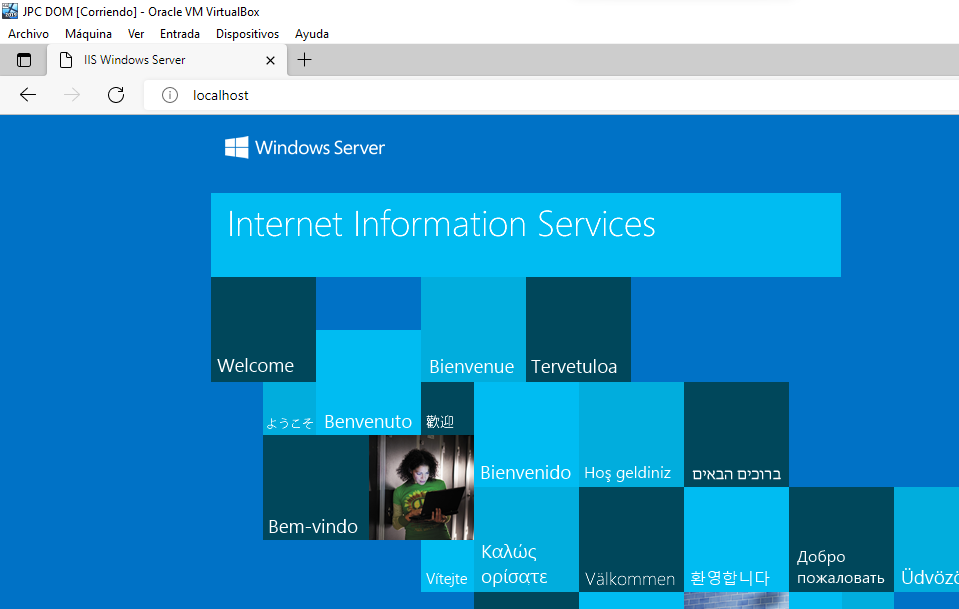 JPC DOM [Corriendo] - Oracle VM VirtualBox
Archivo Máquina Ver Entrada Dispositivos Ayuda
IIS Windows Server
localhost
Windows Server
Internet Information Services
Welcome
Bienvenue
Tervetuloa
ようこそ
Benvenuto
歡迎
Bienvenido
Hoş geldiniz
ברוכים הבאים
Bem-vindo
Vítejte
Καλώς
ορίσατε
Välkommen
환영합니다
Добро
пожаловать